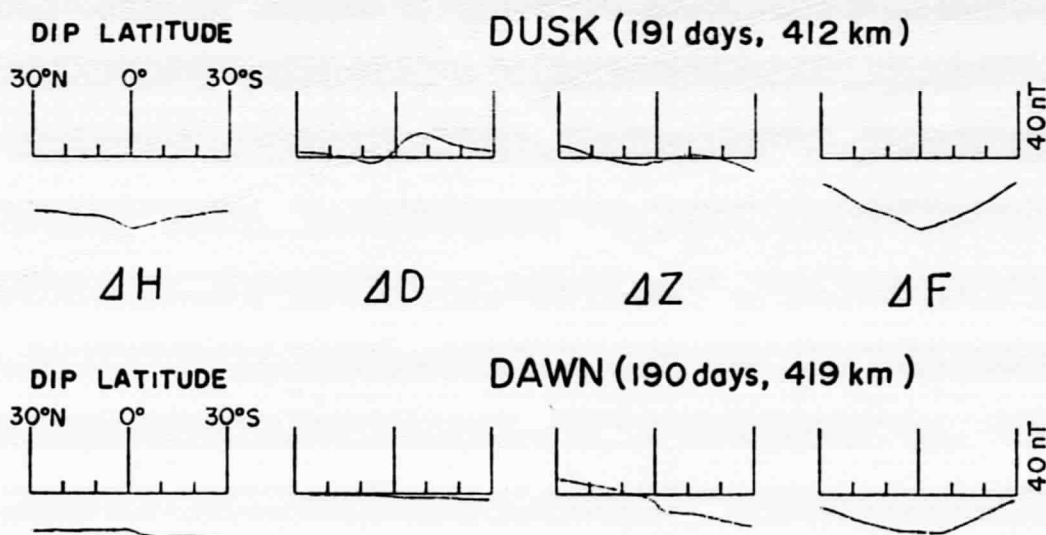 DIP LATITUDE DUSK (191 days, 412 km)
30°N 0° 30°S
40 nT
ΔH ΔD ΔZ ΔF
DIP LATITUDE DAWN (190 days, 419 km)
30°N 0° 30°S
40 nT